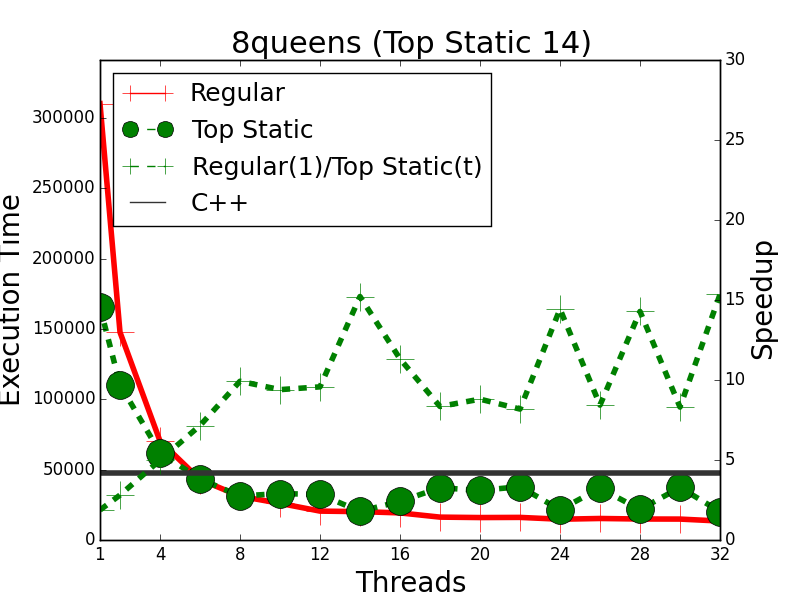 8queens (Top Static 14)
Regular
Top Static
Regular(1)/Top Static(t)
C++
Execution Time
300000
250000
200000
150000
100000
50000
0
30
25
20
15
10
5
0
Speedup
1 4 8 12 16 20 24 28 32
Threads